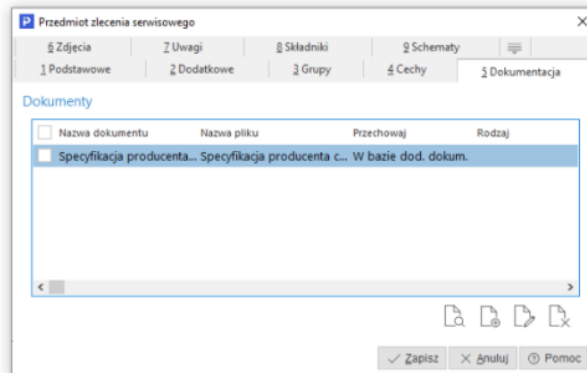 Przedmiot zlecenia serwisowego
6 Zdjęcia 7 Uwagi 8 Składniki 9 Schematy
1 Podstawowe 2 Dodatkowe 3 Grupy 4 Cechy 5 Dokumentacja
Dokumenty
Nazwa dokumentu Nazwa pliku Przechowaj Rodzaj
Specyfikacja producenta... Specyfikacja producenta c... W bazie dod. dokum.
Zapisz Anuluj Pomoc